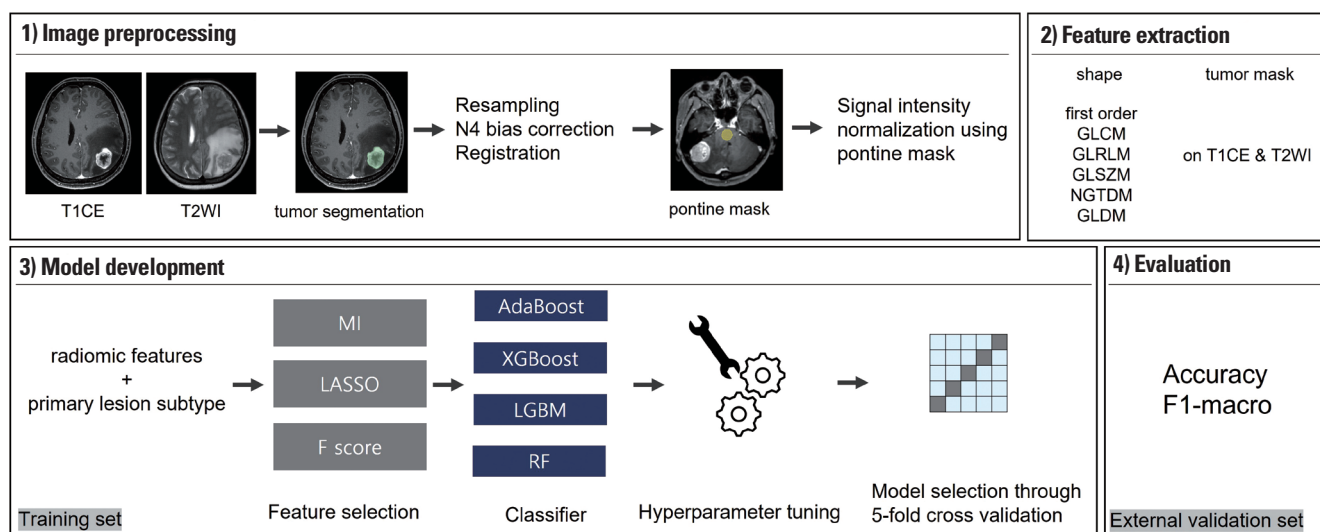 1) Image preprocessing
T1CE
T2WI
tumor segmentation
Resampling
N4 bias correction
Registration
pontine mask
Signal intensity
normalization using
pontine mask
2) Feature extraction
shape
tumor mask
first order
GLCM
GLRLM
GLSZM
NGTDM
GLDM
on T1CE & T2WI
3) Model development
radiomic features
+
primary lesion subtype
MI
LASSO
F score
Feature selection
AdaBoost
XGBoost
LGBM
RF
Classifier
Hyperparameter tuning
Model selection through
5-fold cross validation
Training set
4) Evaluation
Accuracy
F1-macro
External validation set